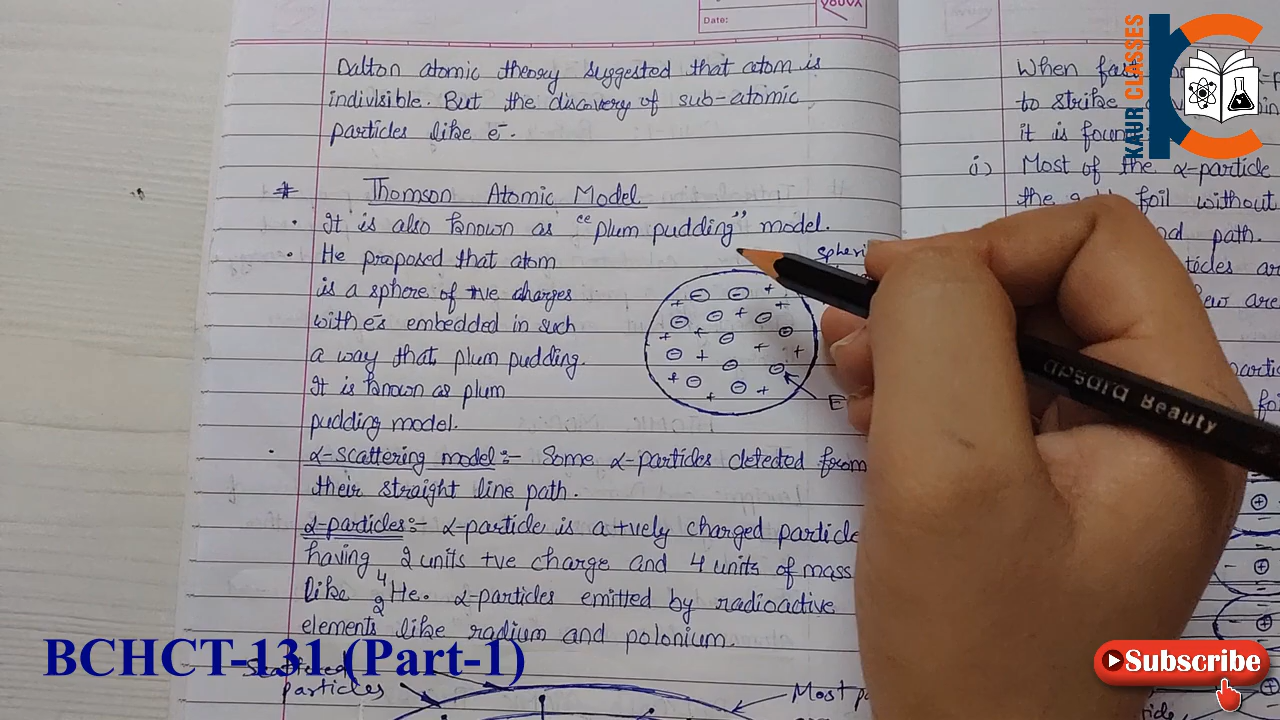 YOUVA
Date:
Dalton atomic theory suggested that atom is
indivisible. But the discovery of sub-atomic
particles like e⁻.
* Thomson Atomic Model
• It is also known as "plum pudding" model.
• He proposed that atom
is a sphere of +ve charges
with e⁻s embedded in such
a way that plum pudding.
It is known as plum
pudding model.
+ ⊖ ⊖ +
⊖ ⊖ + ⊖ +
+ + ⊖ ⊖
⊖ + ⊖ + +
+ ⊖ ⊖ + ⊖
+
• α-scattering model:- Some α-particles detected from
their straight line path.
α-particles:- α-particle is a +vely charged particle
having 2 units +ve charge and 4 units of mass
like ⁴₂He. α-particles emitted by radioactive
elements like radium and polonium.
particles
Most
When
to strike
it is
i) Most of the α-particle
the foil without
path.
are
are
KAUR CLASSES
BCHCT-131 (Part-1)
Subscribe
apsara Beauty